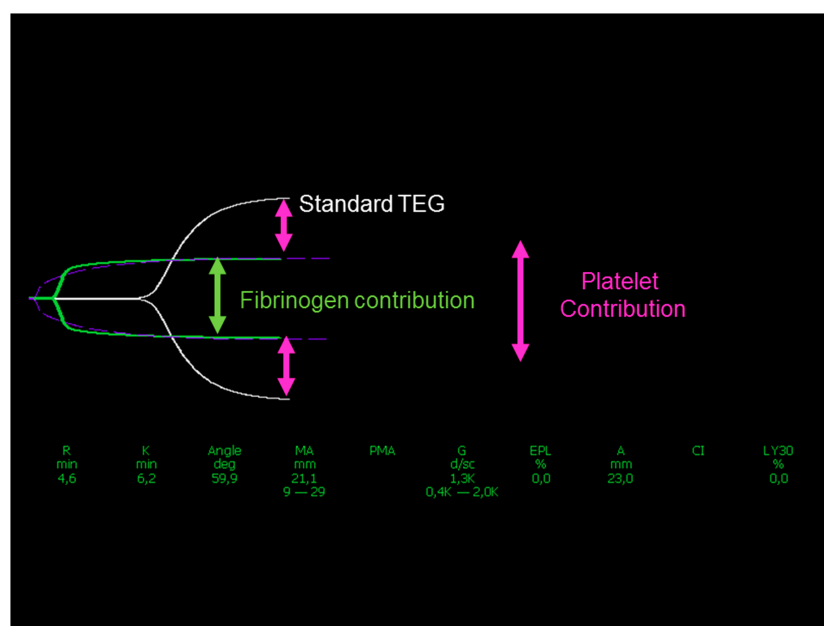 Standard TEG
Fibrinogen contribution
Platelet
Contribution
R K Angle MA PMA G EPL A CI LY30
min min deg mm d/sc % mm %
4,6 6,2 59,9 21,1 1,3K 0,0 23,0 0,0
9 — 29 0,4K — 2,0K